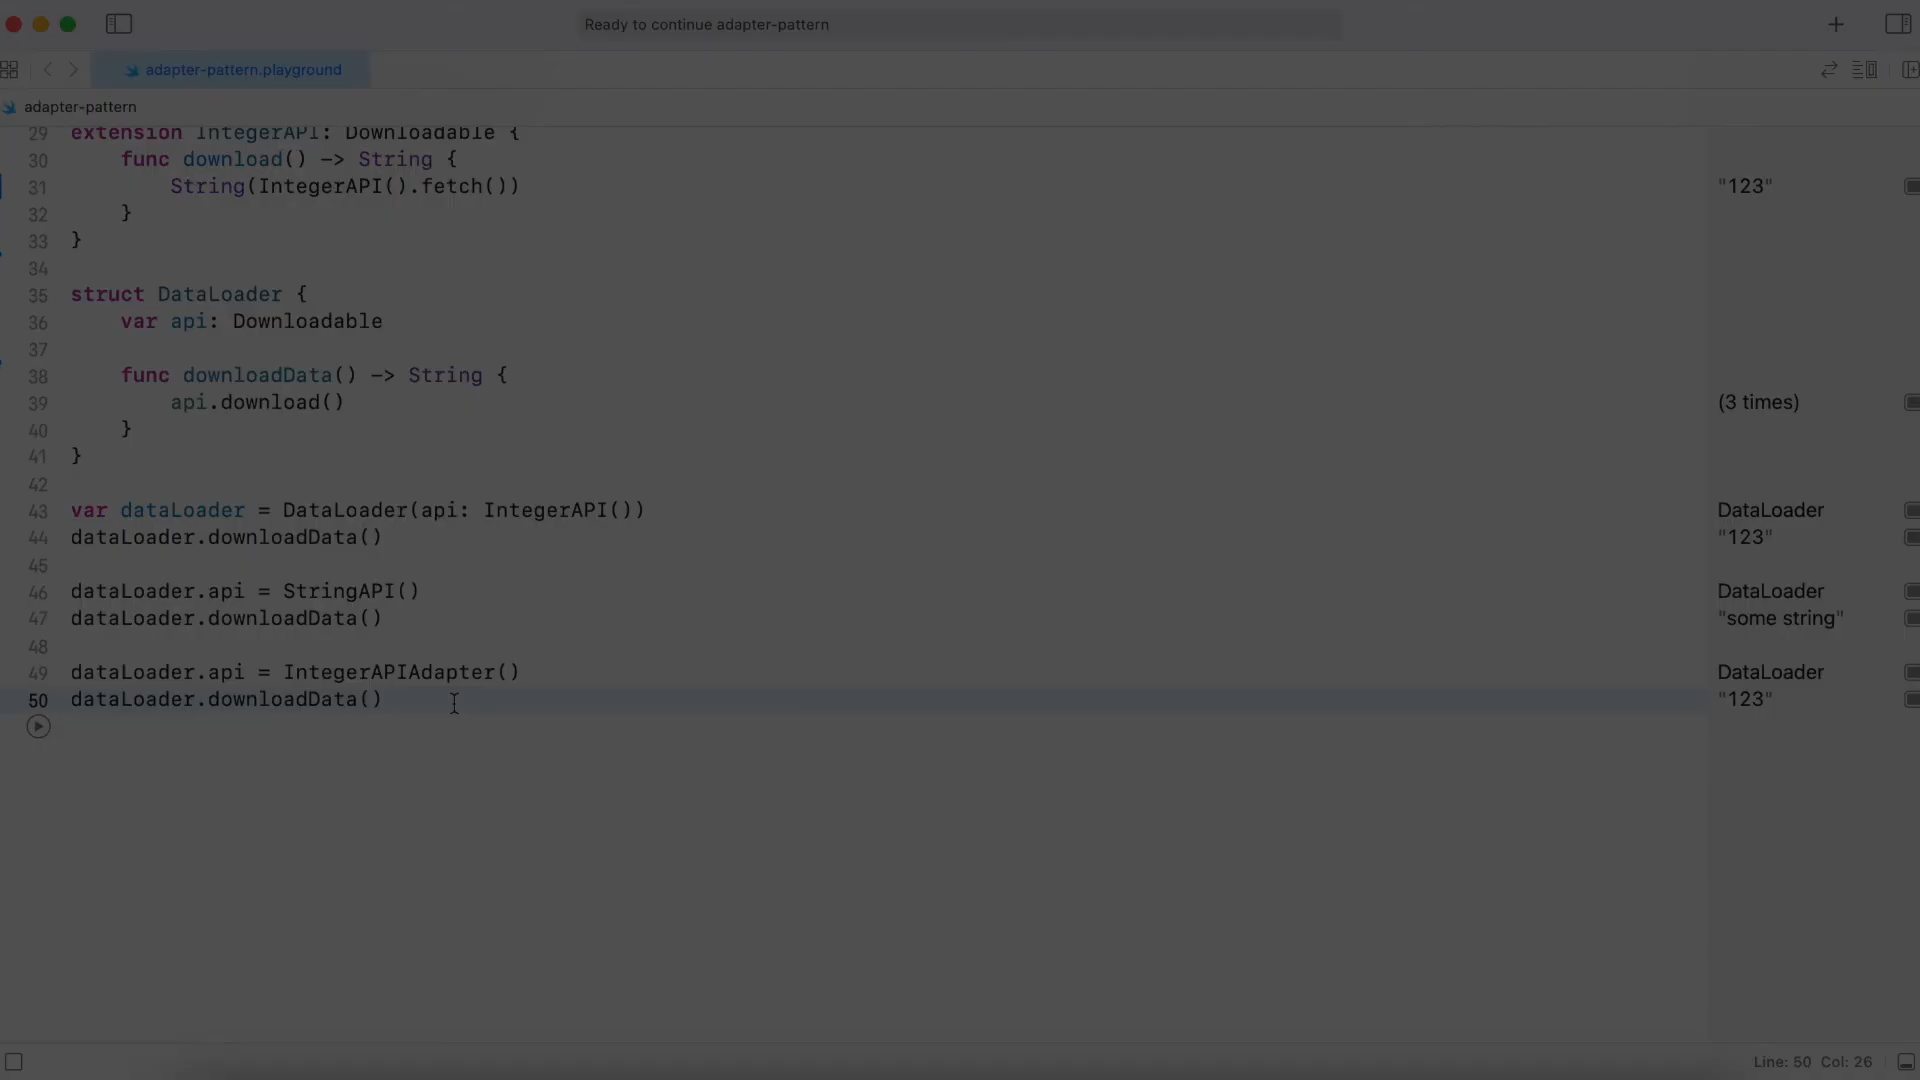 Ready to continue adapter-pattern
adapter-pattern.playground
adapter-pattern
29 extension IntegerAPI: Downloadable {
30 func download() -> String {
31 String(IntegerAPI().fetch()) "123"
32 }
33 }
34
35 struct DataLoader {
36 var api: Downloadable
37
38 func downloadData() -> String {
39 api.download() (3 times)
40 }
41 }
42
43 var dataLoader = DataLoader(api: IntegerAPI()) DataLoader
44 dataLoader.downloadData() "123"
45
46 dataLoader.api = StringAPI() DataLoader
47 dataLoader.downloadData() "some string"
48
49 dataLoader.api = IntegerAPIAdapter() DataLoader
50 dataLoader.downloadData() "123"
Line: 50 Col: 26